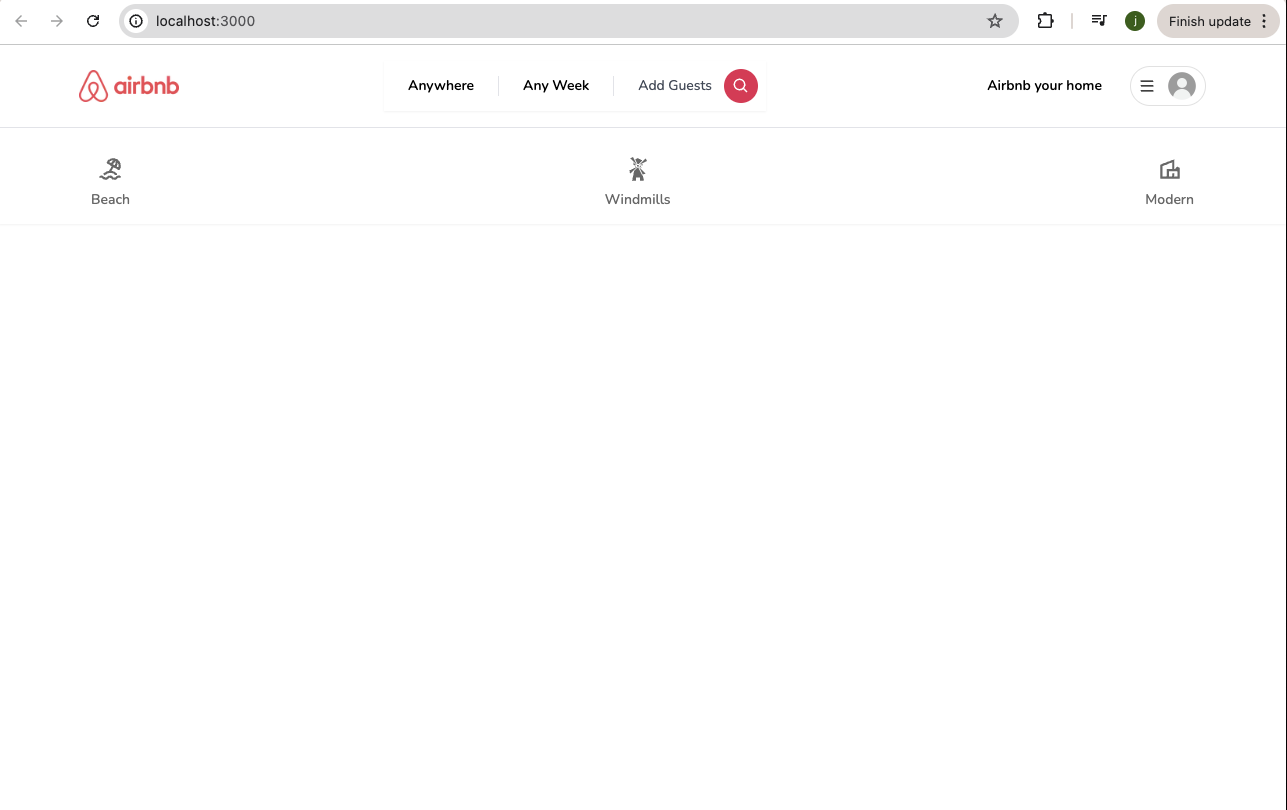 localhost:3000
j
Finish update
airbnb
Anywhere
Any Week
Add Guests
Airbnb your home
Beach
Windmills
Modern